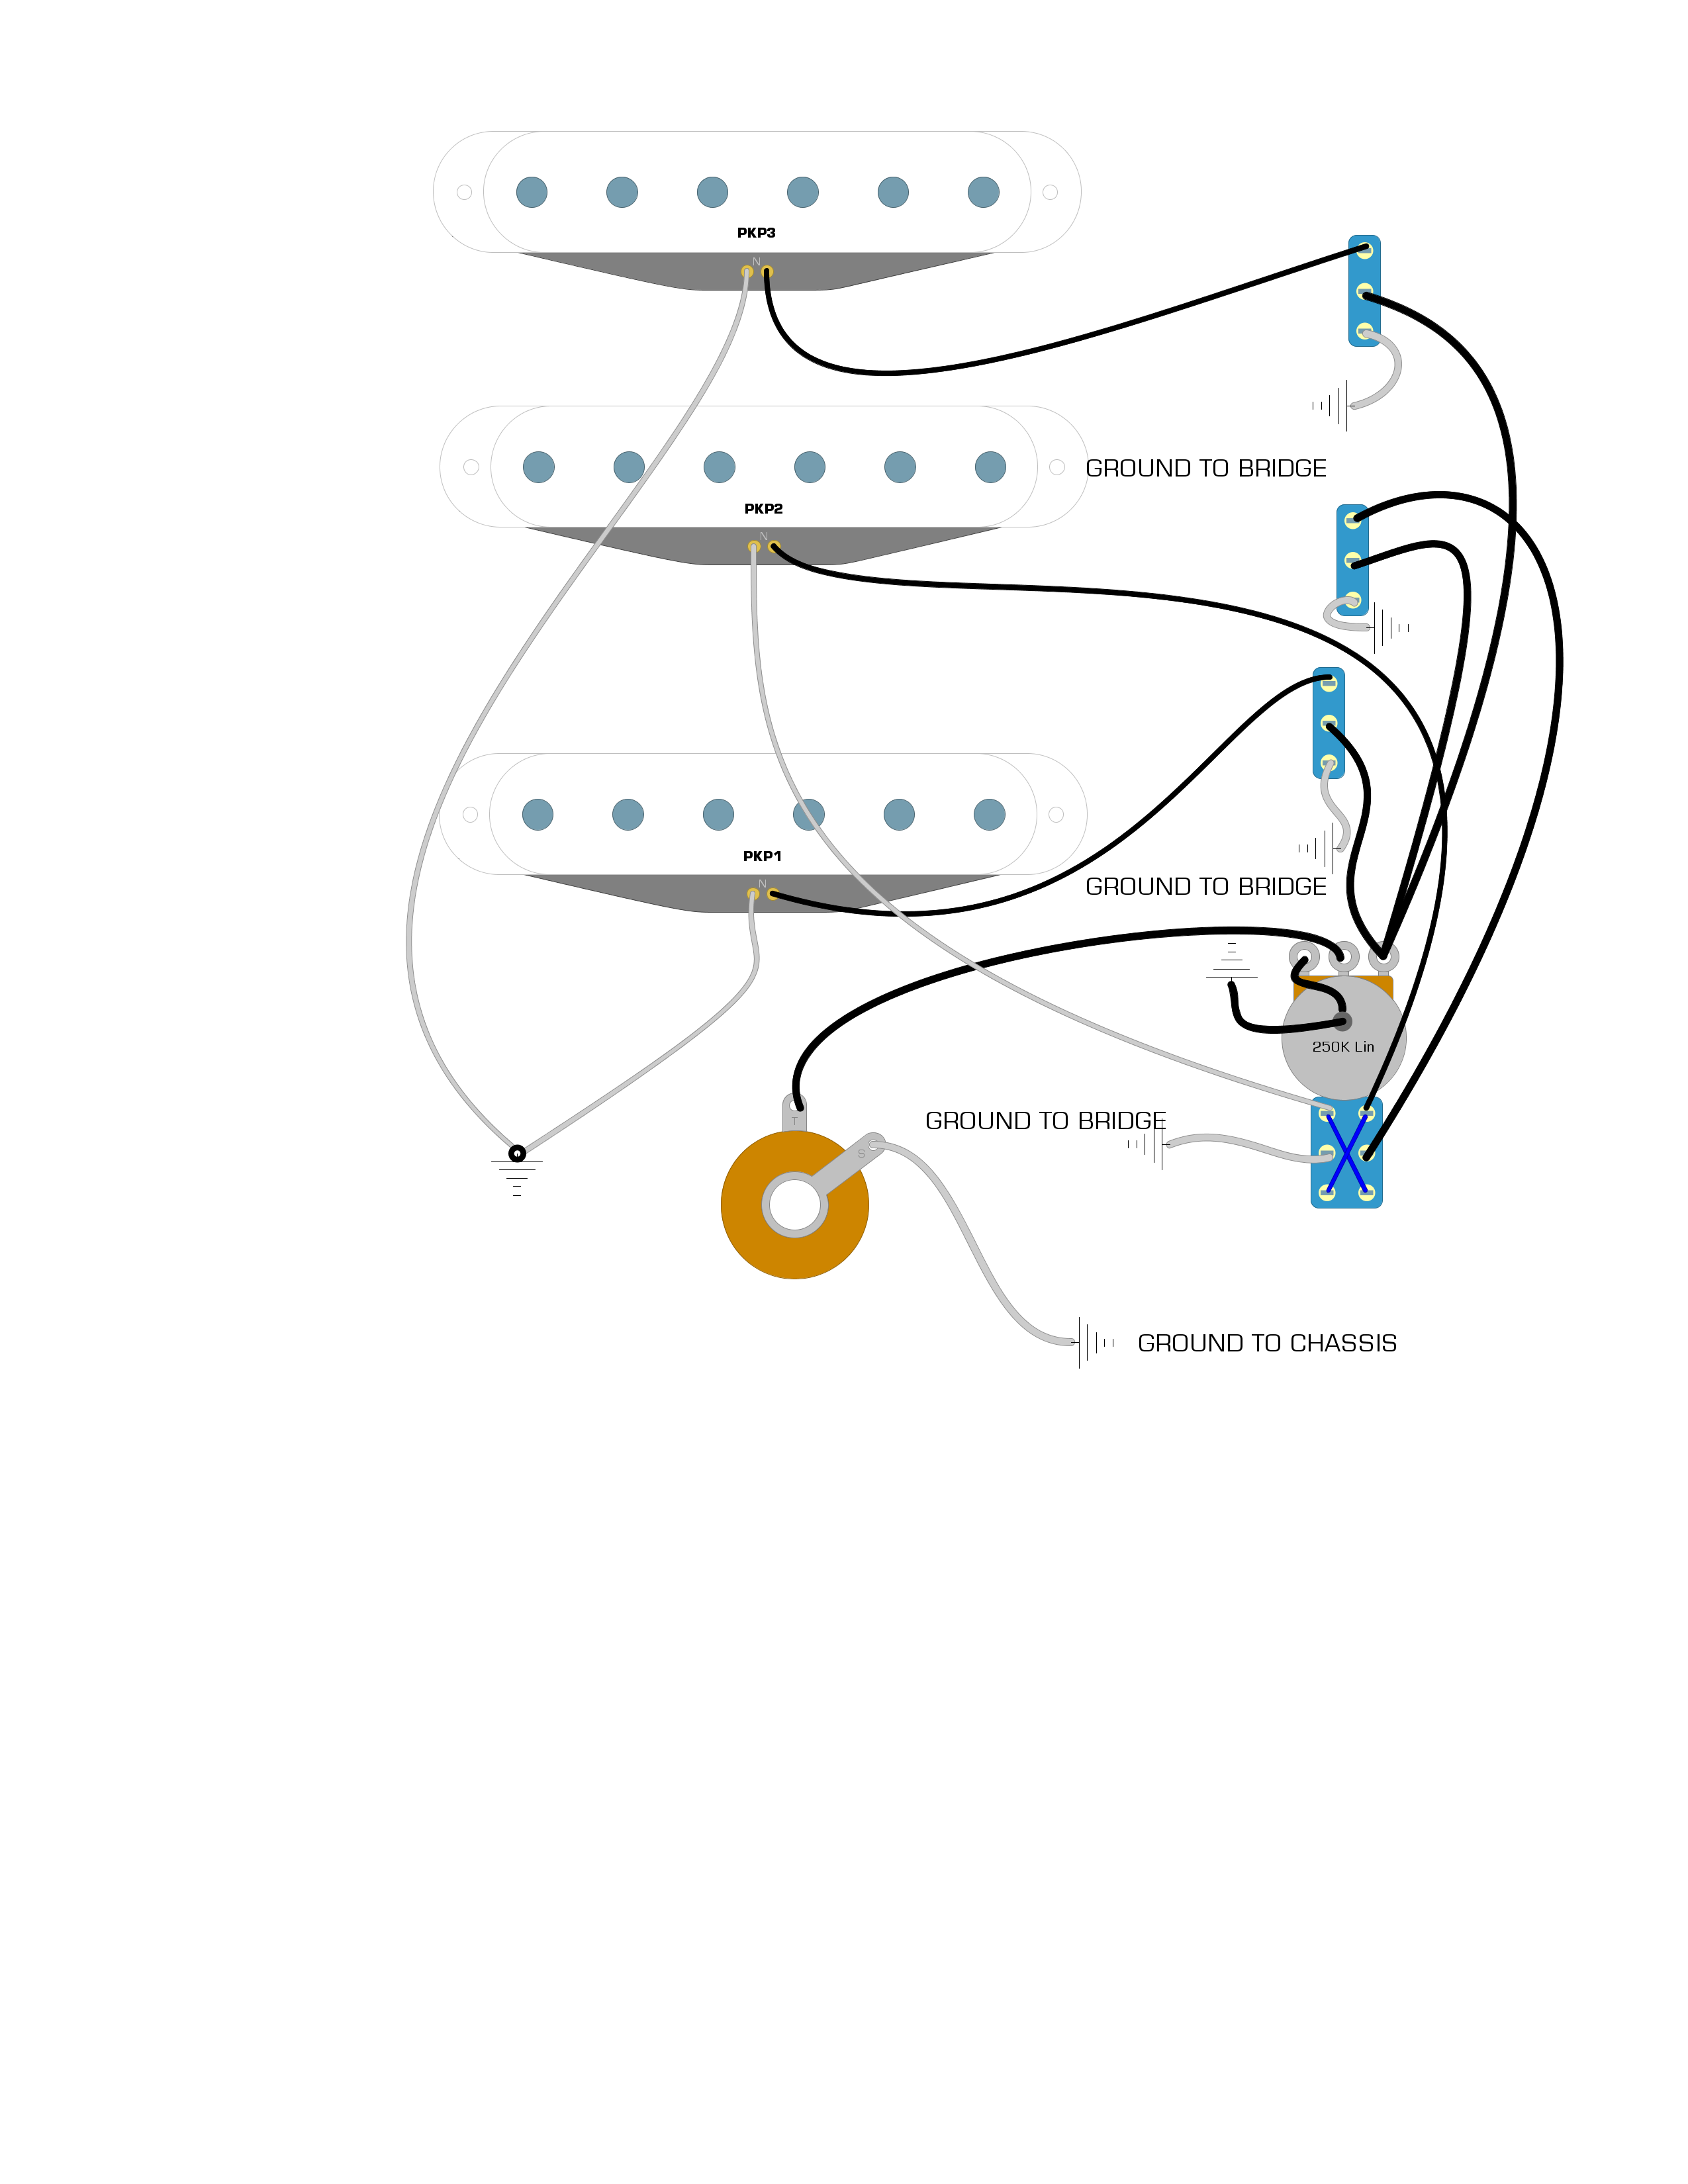 PKP3
N
GROUND TO BRIDGE
PKP2
N
PKP1
N
GROUND TO BRIDGE
250K Lin
T
GROUND TO BRIDGE
S
GROUND TO CHASSIS